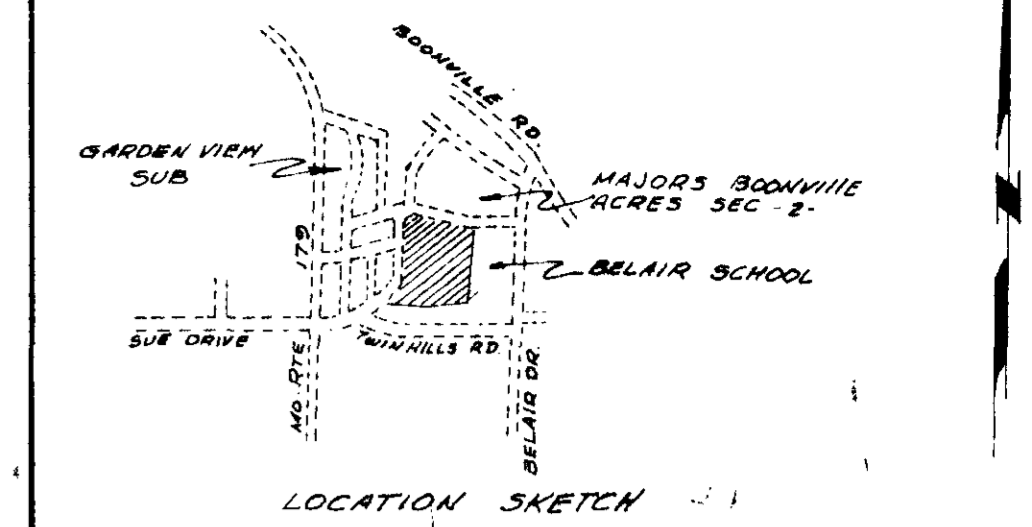 BOONVILLE RD.
GARDEN VIEW
SUB
MAJORS BOONVILLE
ACRES SEC -2-
179
BELAIR SCHOOL
SUE DRIVE
TWIN HILLS RD.
MO. RTE
BELAIR DR.
LOCATION SKETCH